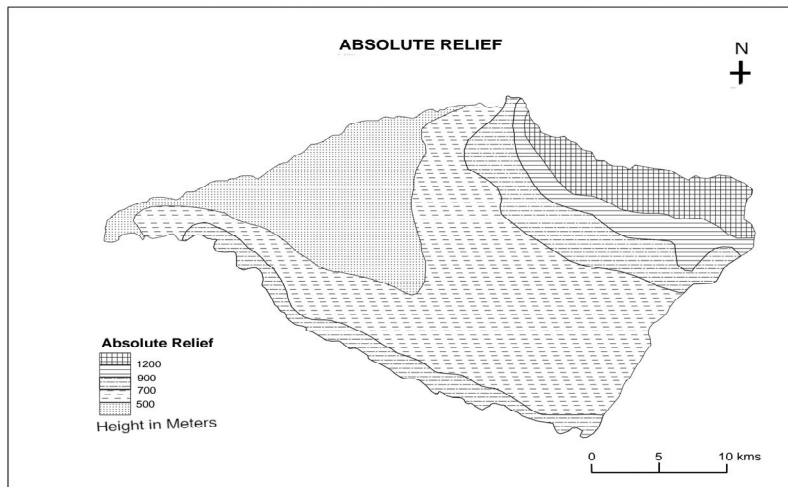 ABSOLUTE RELIEF
N
Absolute Relief
1200
900
700
500
Height in Meters
0 5 10 kms